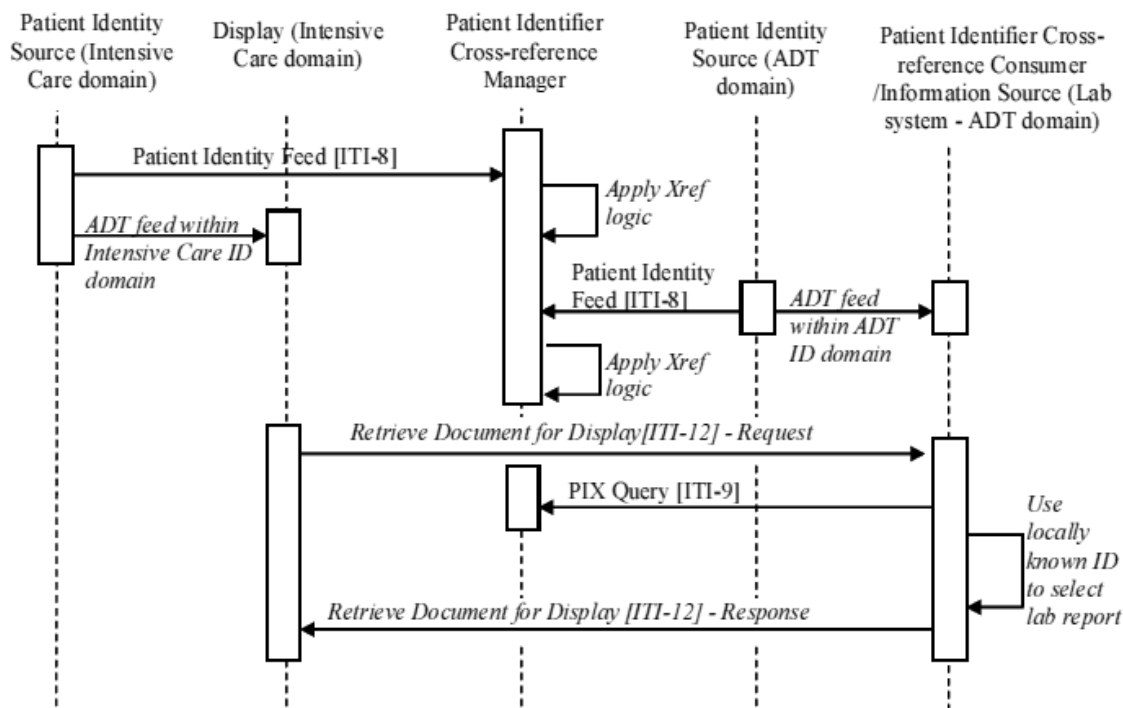 Patient Identity
Source (Intensive
Care domain)
Display (Intensive
Care domain)
Patient Identifier
Cross-reference
Manager
Patient Identity
Source (ADT
domain)
Patient Identifier Cross-
reference Consumer
/Information Source (Lab
system - ADT domain)
Patient Identity Feed [ITI-8]
Apply Xref
logic
ADT feed within
Intensive Care ID
domain
Patient Identity
Feed [ITI-8]
ADT feed
within ADT
ID domain
Apply Xref
logic
Retrieve Document for Display[ITI-12] - Request
PIX Query [ITI-9]
Use
locally
known ID
to select
lab report
Retrieve Document for Display [ITI-12] - Response